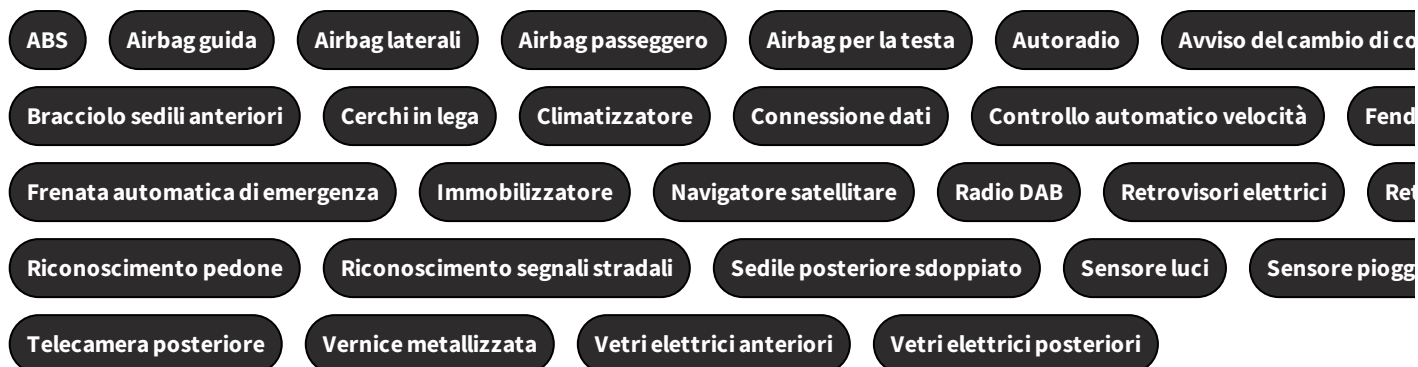 ABS Airbag guida Airbag laterali Airbag passeggero Airbag per la testa Autoradio Avviso del cambio di
Bracciolo sedili anteriori Cerchi in lega Climatizzatore Connessione dati Controllo automatico velocità
Frenata automatica di emergenza Immobilizzatore Navigatore satellitare Radio DAB Retrovisori elettrici
Riconoscimento pedone Riconoscimento segnali stradali Sedile posteriore sdoppiato Sensore luci Sensore
Telecamera posteriore Vernice metallizzata Vetri elettrici anteriori Vetri elettrici posteriori